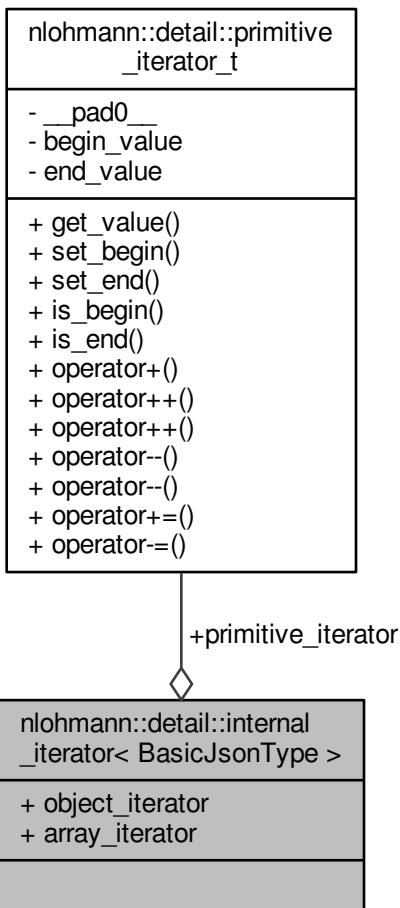 nlohmann::detail::primitive
_iterator_t
- __pad0__
- begin_value
- end_value
+ get_value()
+ set_begin()
+ set_end()
+ is_begin()
+ is_end()
+ operator+()
+ operator++()
+ operator++()
+ operator--()
+ operator--()
+ operator+=()
+ operator-=()
+primitive_iterator
nlohmann::detail::internal
_iterator< BasicJsonType >
+ object_iterator
+ array_iterator